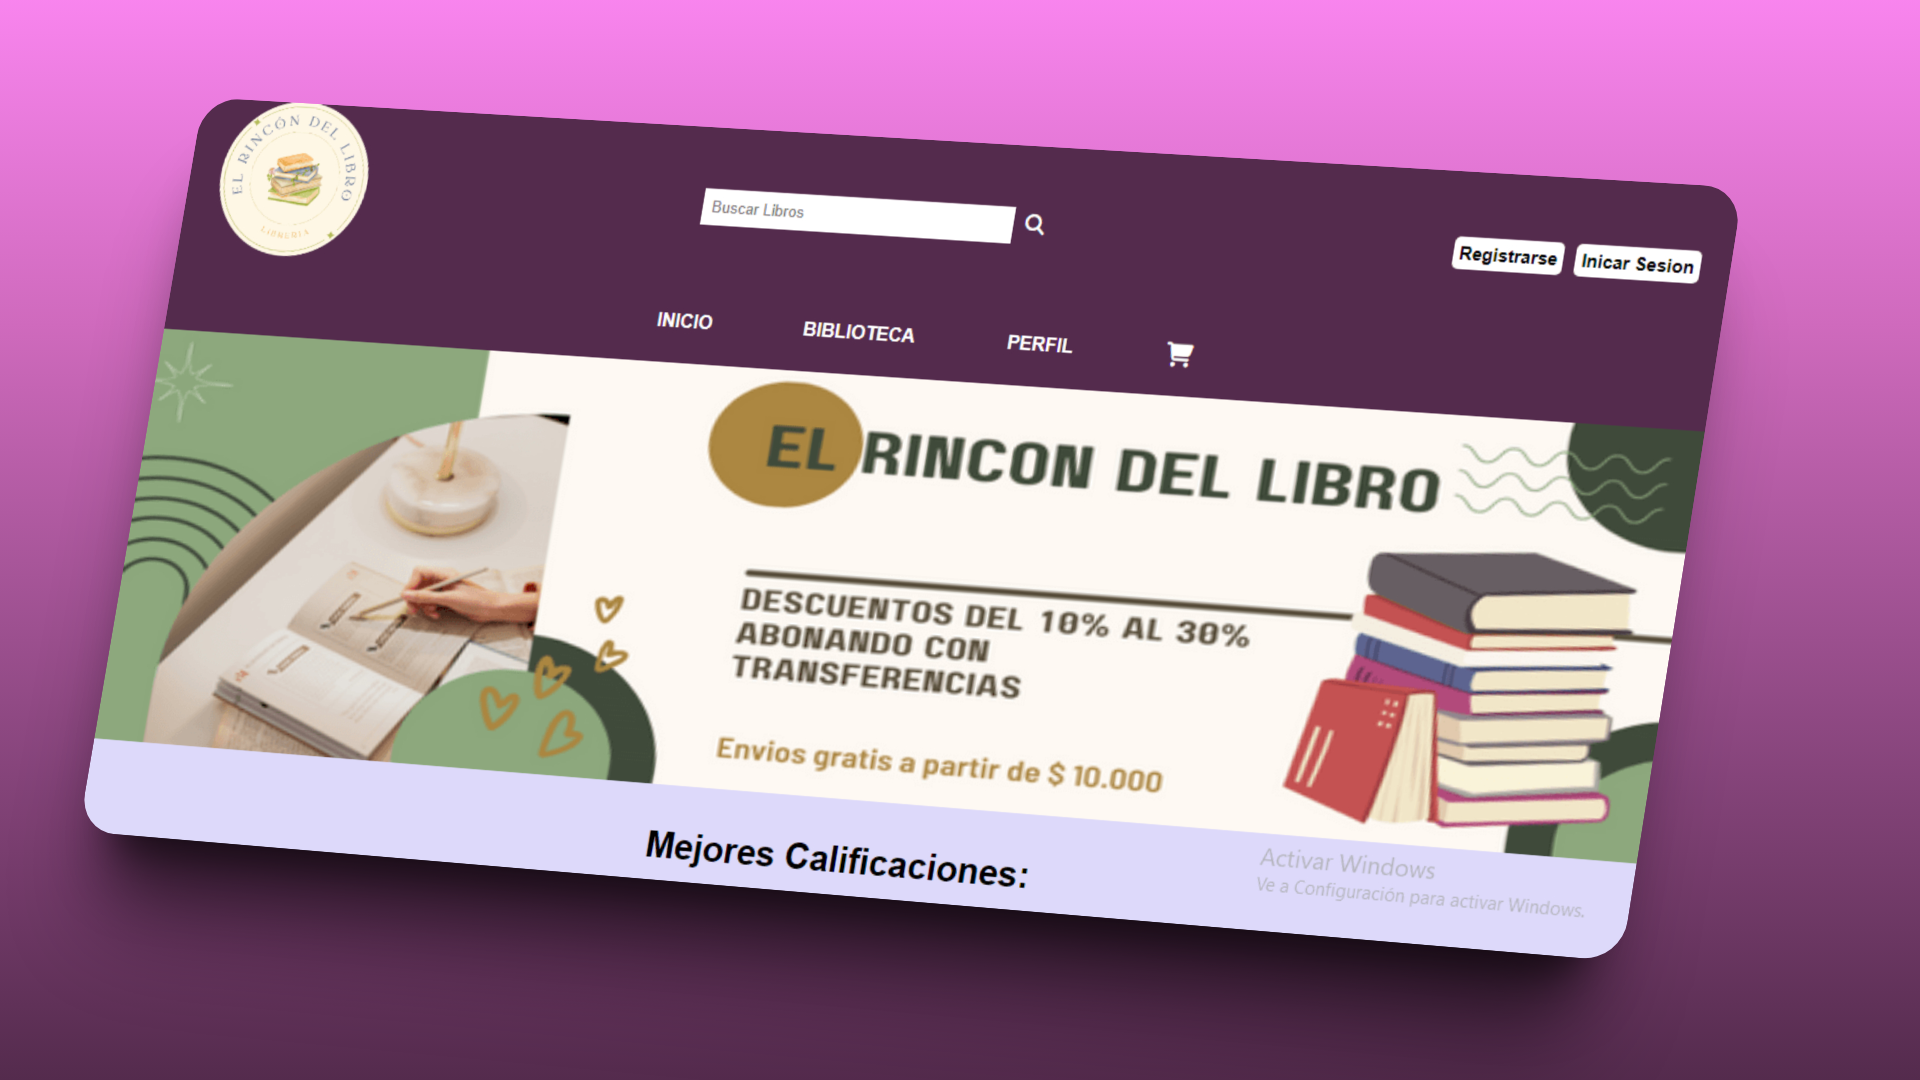 EL RINCÓN DEL LIBRO
LIBRERIA
Buscar Libros
Registrarse
Inicar Sesion
INICIO
BIBLIOTECA
PERFIL
EL RINCON DEL LIBRO
DESCUENTOS DEL 10% AL 30%
ABONANDO CON
TRANSFERENCIAS
Envios gratis a partir de $ 10.000
Mejores Calificaciones:
Activar Windows
Ve a Configuración para activar Windows.